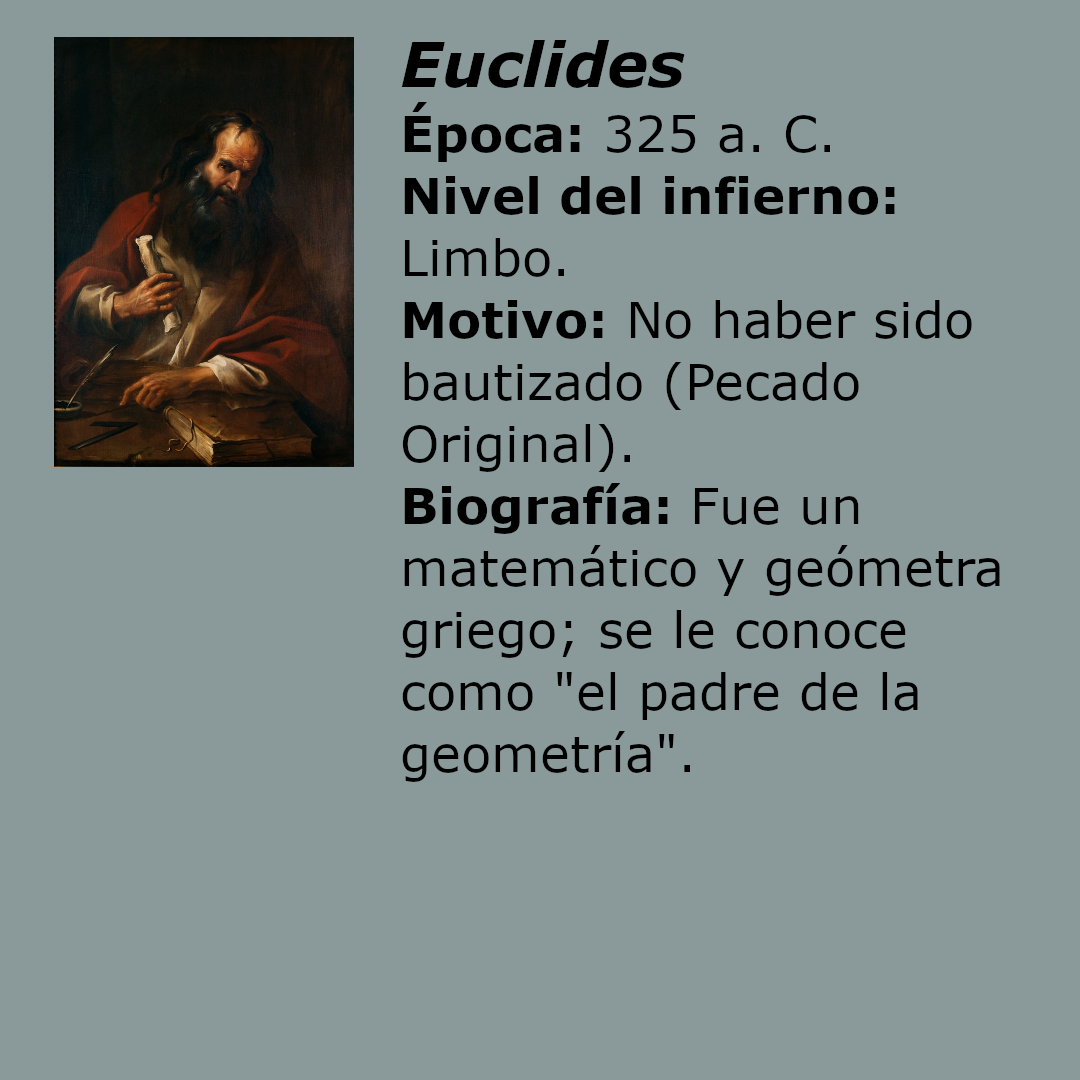 Euclides
Época: 325 a. C.
Nivel del infierno:
Limbo.
Motivo: No haber sido
bautizado (Pecado
Original).
Biografía: Fue un
matemático y geómetra
griego; se le conoce
como "el padre de la
geometría".